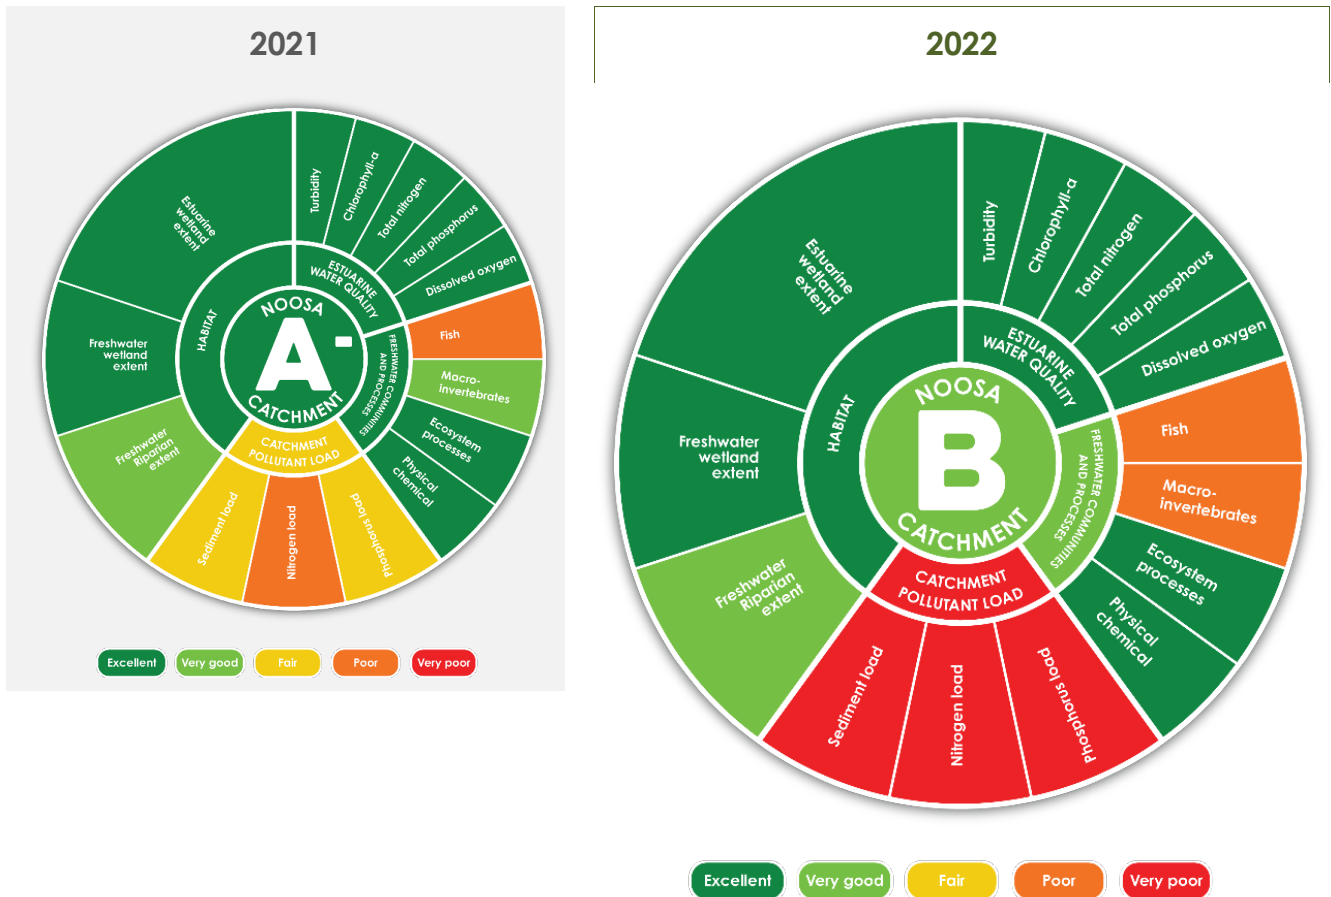 2021
Turbidity
Chlorophyll-a
Total nitrogen
Total phosphorus
Dissolved oxygen
Estuarine
wetland
extent
ESTUARINE
WATER QUALITY
HABITAT
NOOSA
A-
CATCHMENT
FRESHWATER COMMUNITIES
AND PROCESSES
Fish
Macro-
invertebrates
Ecosystem
processes
Physical
chemical
Freshwater
wetland
extent
Freshwater
Riparian
extent
CATCHMENT
POLLUTANT LOAD
Sediment load
Nitrogen load
Phosphorus load
Excellent
Very good
Fair
Poor
Very poor
2022
Turbidity
Chlorophyll-a
Total nitrogen
Total phosphorus
Dissolved oxygen
Estuarine
wetland
extent
ESTUARINE
WATER QUALITY
HABITAT
NOOSA
B
CATCHMENT
FRESHWATER COMMUNITIES
AND PROCESSES
Fish
Macro-
invertebrates
Ecosystem
processes
Physical
chemical
Freshwater
wetland
extent
Freshwater
Riparian
extent
CATCHMENT
POLLUTANT LOAD
Sediment load
Nitrogen load
Phosphorus load
Excellent
Very good
Fair
Poor
Very poor